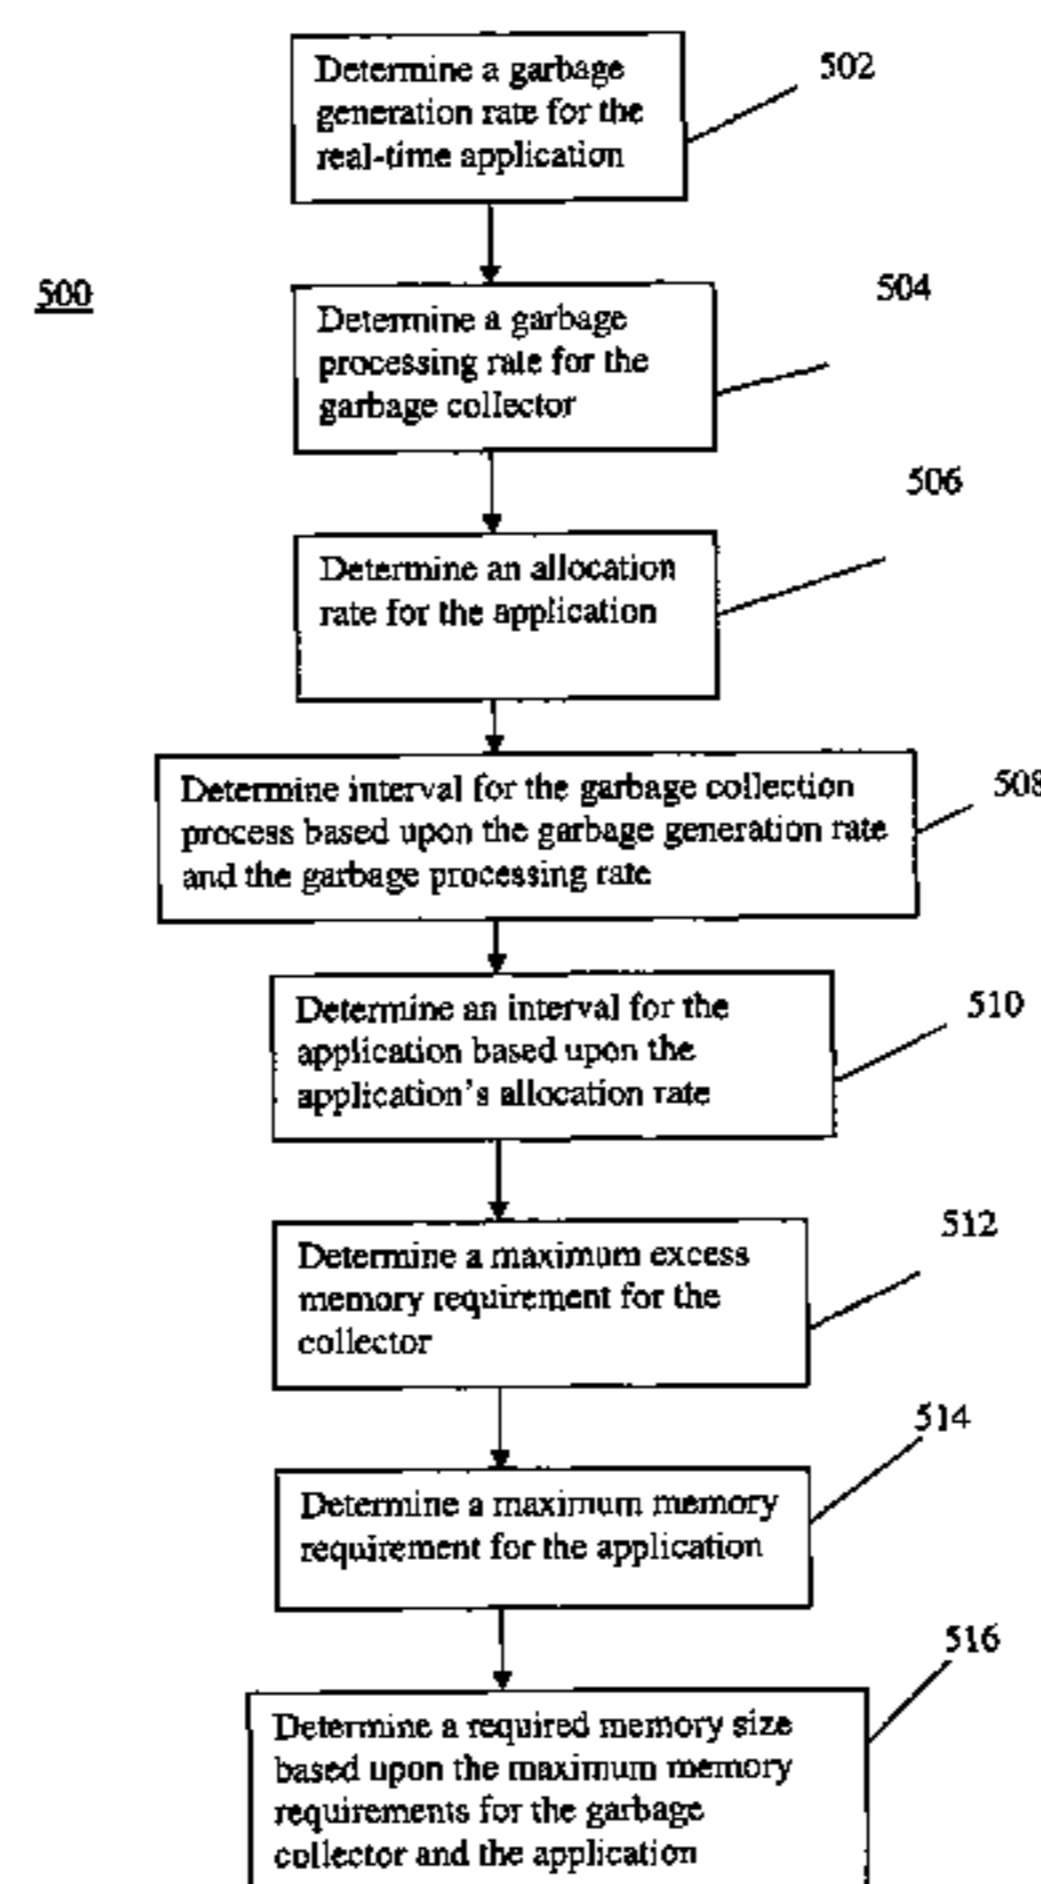 Determine a garbage
generation rate for the
real-time application
502
500
504
Determine a garbage
processing rate for the
garbage collector
506
Determine an allocation
rate for the application
508
Determine interval for the garbage collection
process based upon the garbage generation rate
and the garbage processing rate
510
Determine an interval for the
application based upon the
application's allocation rate
512
Determine a maximum excess
memory requirement for the
collector
514
Determine a maximum memory
requirement for the application
516
Determine a required memory size
based upon the maximum memory
requirements for the garbage
collector and the application